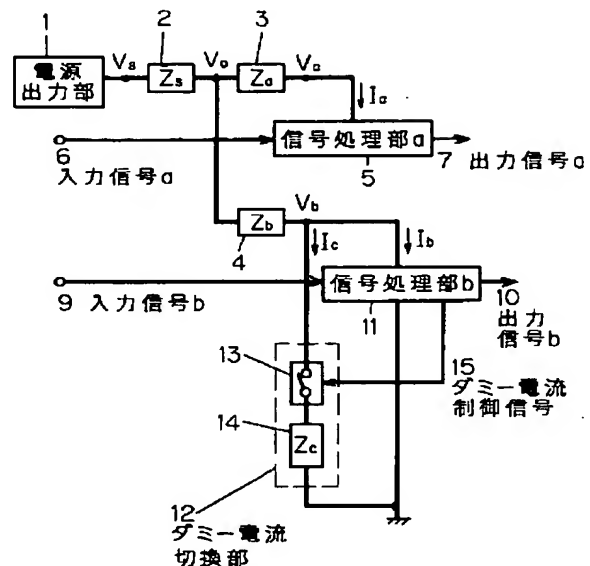 1
2
3
電源
出力部
Vs
Zs
Vo
Za
Va
Ia
6
入力信号a
信号処理部a
5
7
出力信号a
Zb
4
Vb
Ic
Ib
9 入力信号b
信号処理部b
11
10
出力
信号b
13
14
Zc
15
ダミー電流
制御信号
12
ダミー電流
切換部